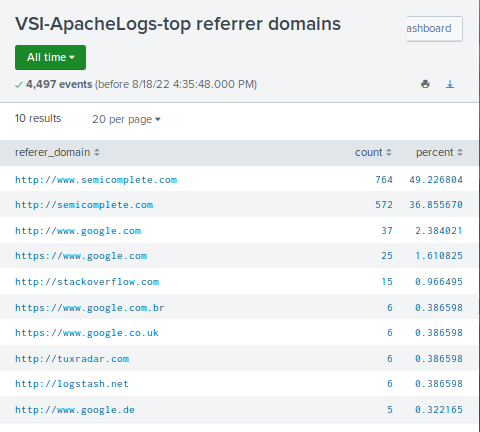 VSI-ApacheLogs-top referrer domains
ashboard
All time
4,497 events (before 8/18/22 4:35:48.000 PM)
10 results 20 per page
referer_domain count percent
http://www.semicomplete.com 764 49.226804
http://semicomplete.com 572 36.855670
http://www.google.com 37 2.384021
https://www.google.com 25 1.610825
http://stackoverflow.com 15 0.966495
https://www.google.com.br 6 0.386598
https://www.google.co.uk 6 0.386598
http://tuxradar.com 6 0.386598
http://logstash.net 6 0.386598
http://www.google.de 5 0.322165